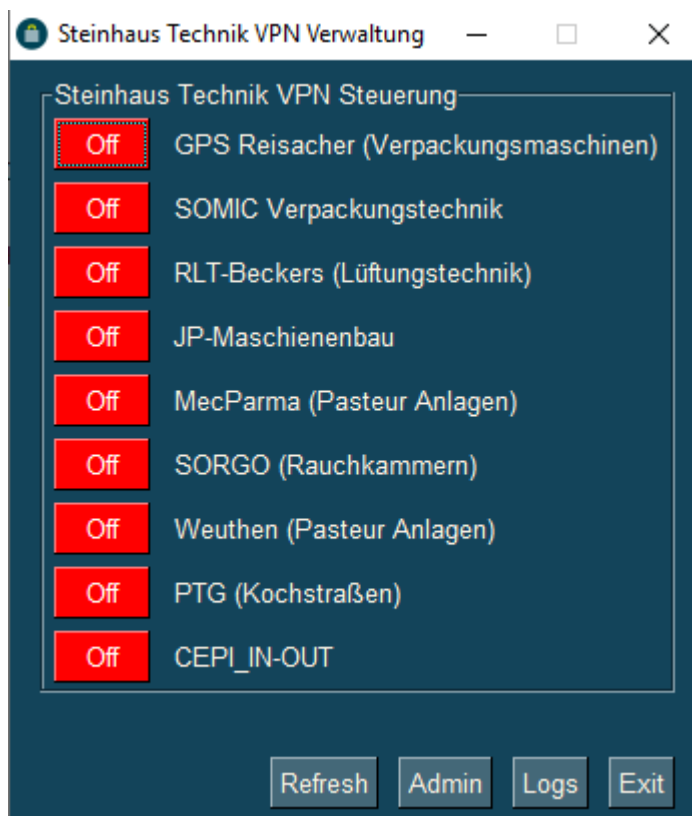 Steinhaus Technik VPN Verwaltung
Steinhaus Technik VPN Steuerung
Off GPS Reisacher (Verpackungsmaschinen)
Off SOMIC Verpackungstechnik
Off RLT-Beckers (Lüftungstechnik)
Off JP-Maschienenbau
Off MecParma (Pasteur Anlagen)
Off SORGO (Rauchkammern)
Off Weuthen (Pasteur Anlagen)
Off PTG (Kochstraßen)
Off CEPI_IN-OUT
Refresh Admin Logs Exit